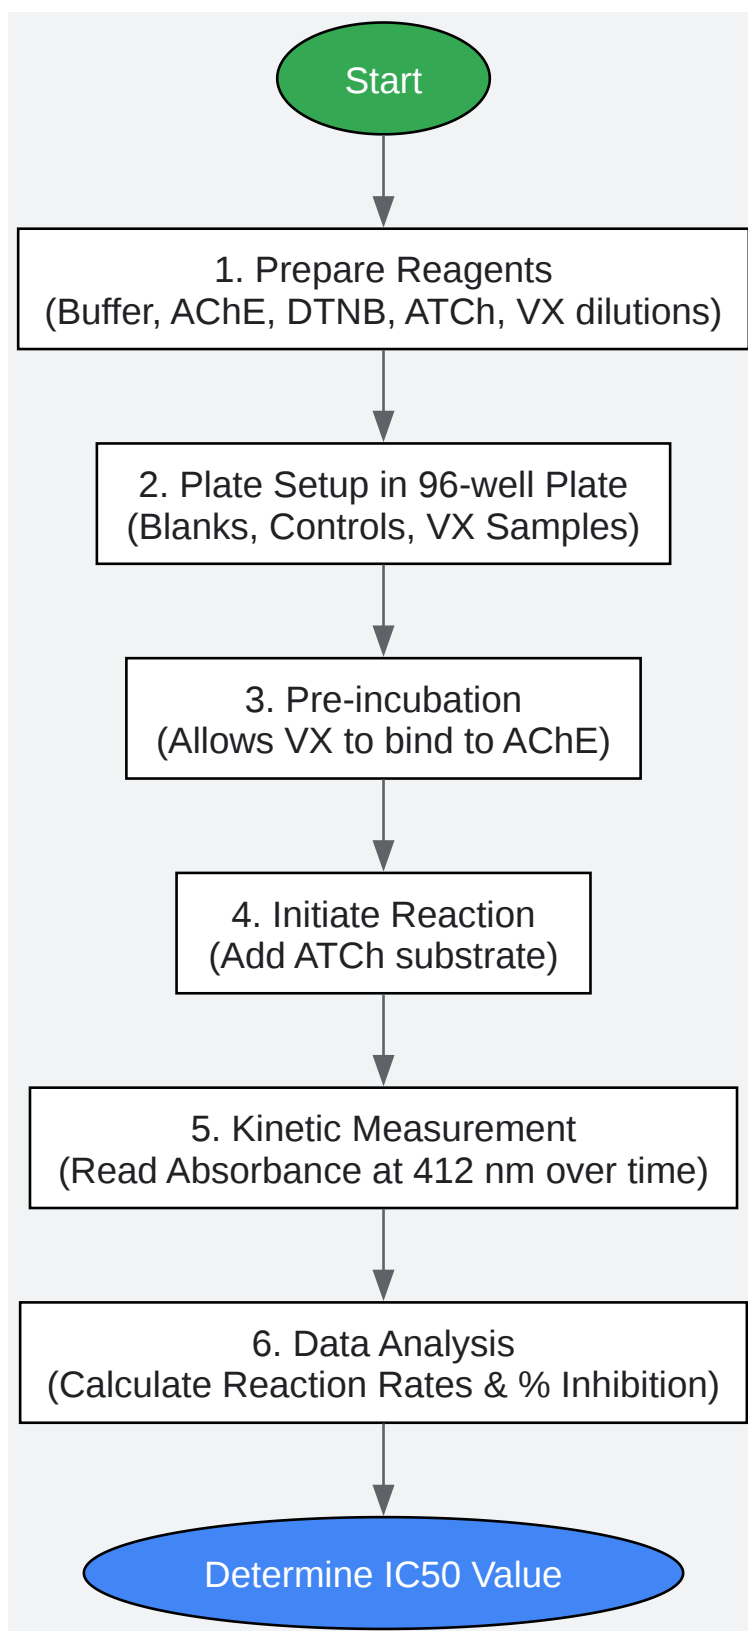 Start
1. Prepare Reagents
(Buffer, AChE, DTNB, ATCh, VX dilutions)
2. Plate Setup in 96-well Plate
(Blanks, Controls, VX Samples)
3. Pre-incubation
(Allows VX to bind to AChE)
4. Initiate Reaction
(Add ATCh substrate)
5. Kinetic Measurement
(Read Absorbance at 412 nm over time)
6. Data Analysis
(Calculate Reaction Rates & % Inhibition)
Determine IC50 Value